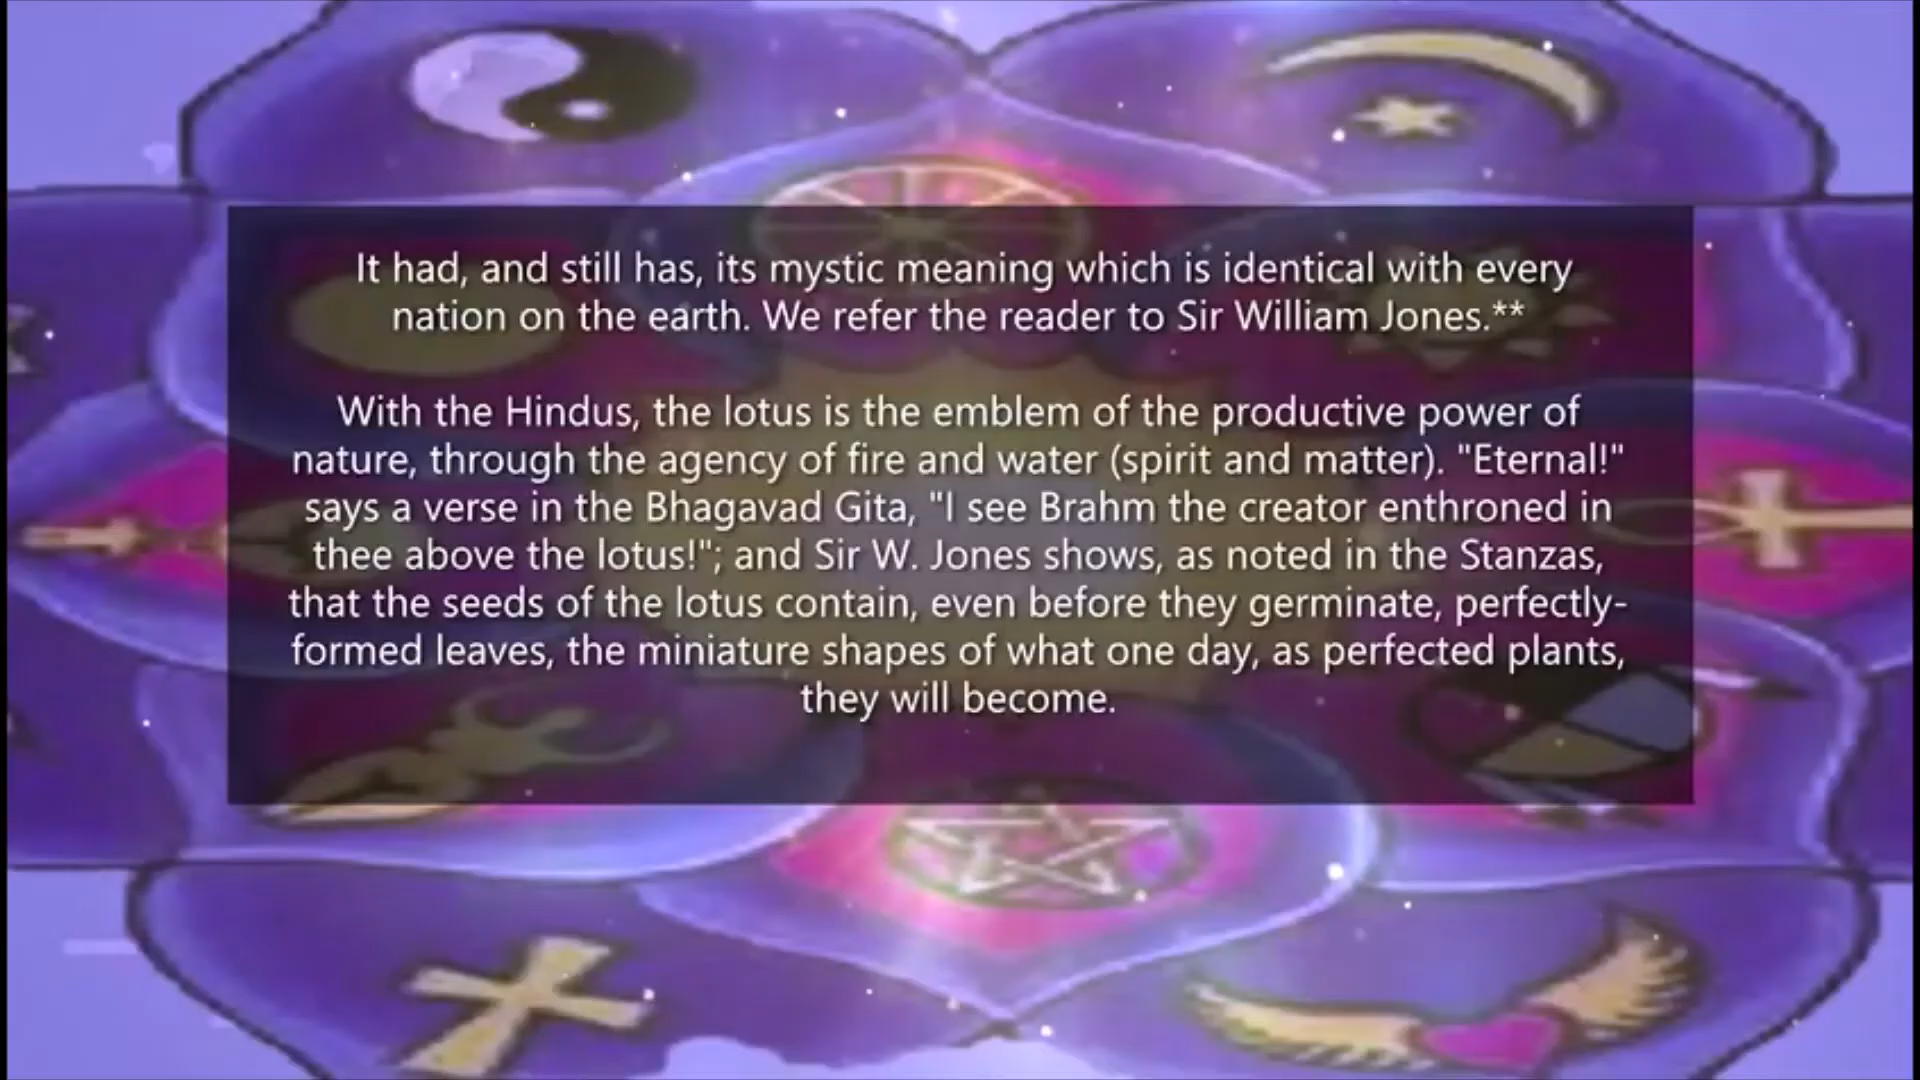 It had, and still has, its mystic meaning which is identical with every
nation on the earth. We refer the reader to Sir William Jones.**
With the Hindus, the lotus is the emblem of the productive power of
nature, through the agency of fire and water (spirit and matter). "Eternal!"
says a verse in the Bhagavad Gita, "I see Brahm the creator enthroned in
thee above the lotus!"; and Sir W. Jones shows, as noted in the Stanzas,
that the seeds of the lotus contain, even before they germinate, perfectly-
formed leaves, the miniature shapes of what one day, as perfected plants,
they will become.